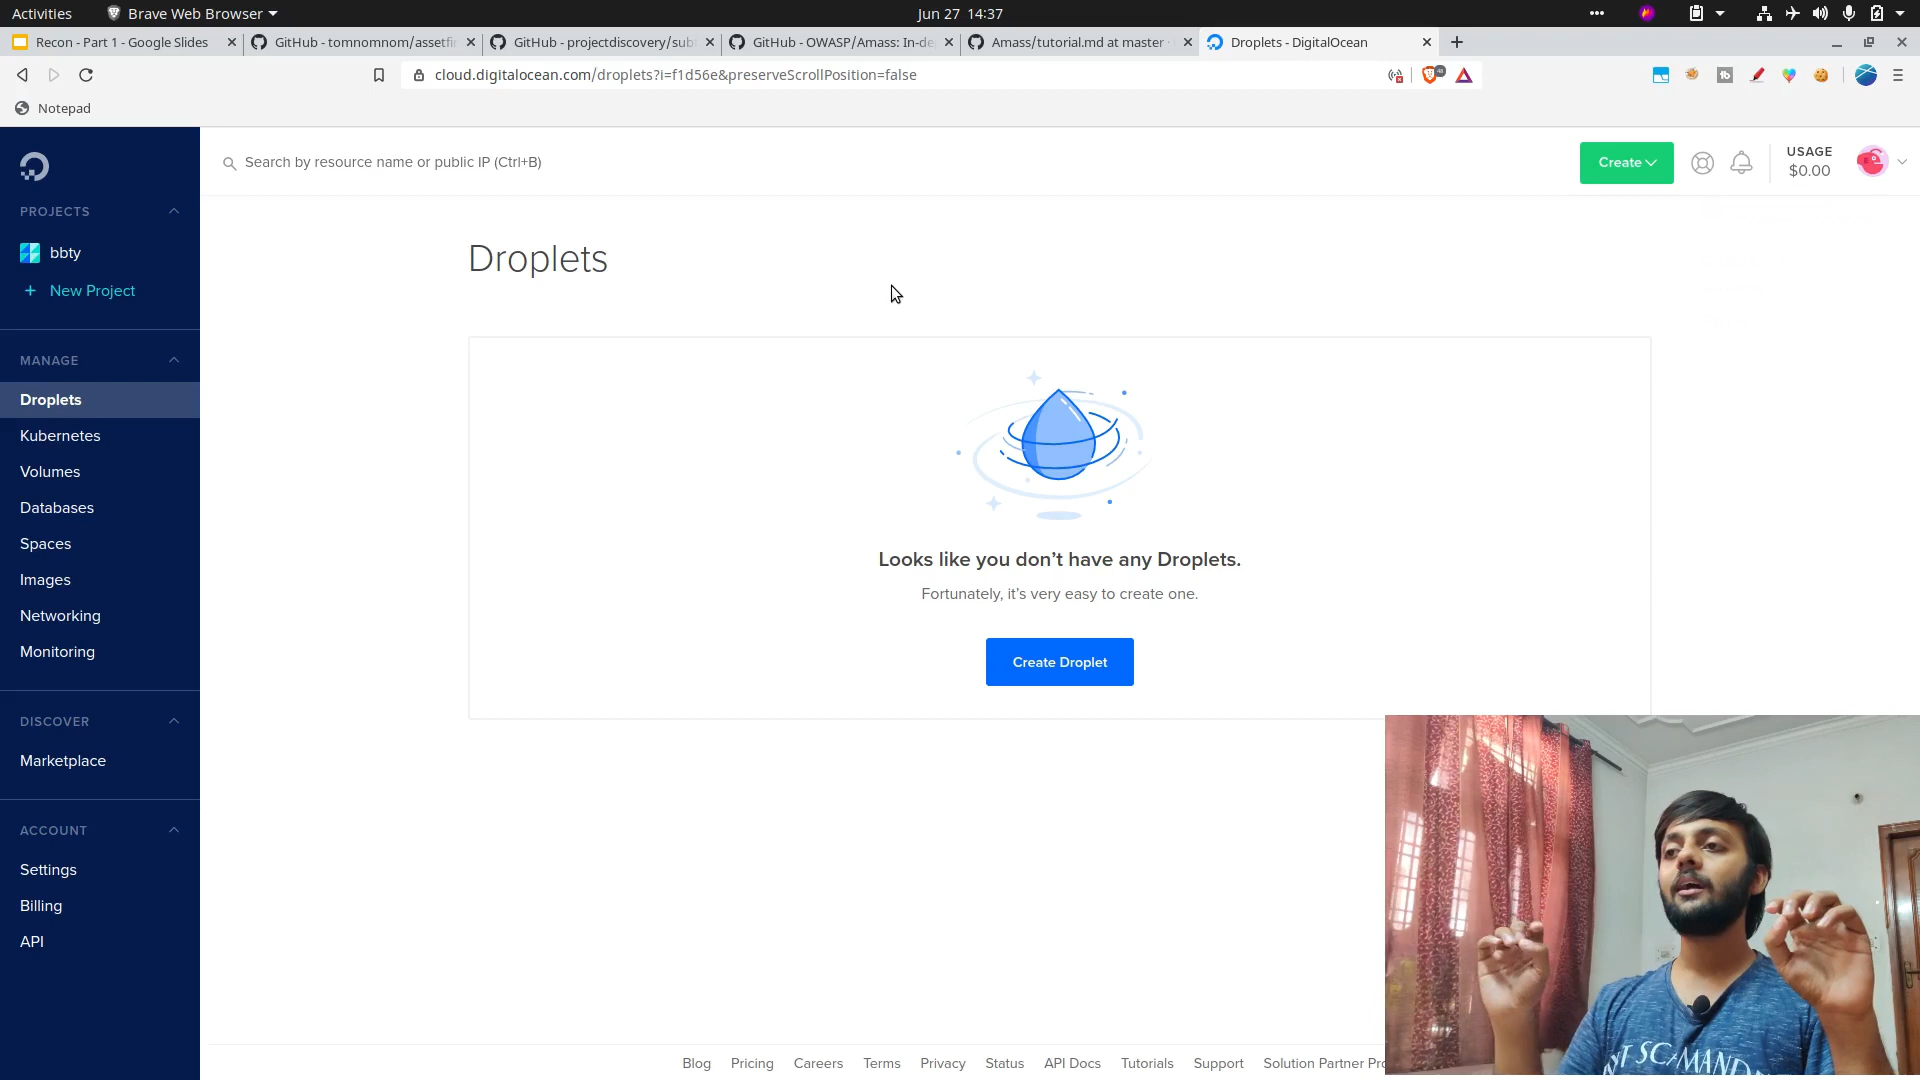 Activities
Brave Web Browser
Jun 27 14:37
Recon - Part 1 - Google Slides
GitHub - tomnomnom/assetfi
GitHub - projectdiscovery/sub
GitHub - OWASP/Amass: In-de
Amass/tutorial.md at master ·
Droplets - DigitalOcean
cloud.digitalocean.com/droplets?i=f1d56e&preserveScrollPosition=false
Notepad
Search by resource name or public IP (Ctrl+B)
Create
USAGE
$0.00
PROJECTS
bbty
+ New Project
MANAGE
Droplets
Kubernetes
Volumes
Databases
Spaces
Images
Networking
Monitoring
DISCOVER
Marketplace
ACCOUNT
Settings
Billing
API
Droplets
Looks like you don't have any Droplets.
Fortunately, it's very easy to create one.
Create Droplet
Blog Pricing Careers Terms Privacy Status API Docs Tutorials Support Solution Partner Pro